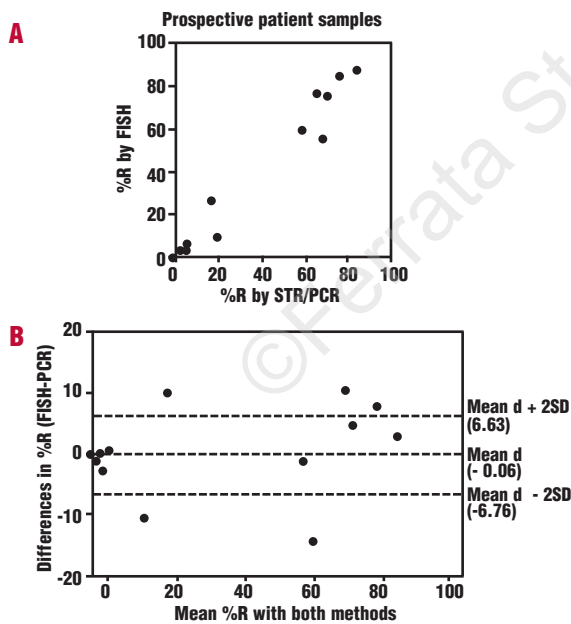 Prospective patient samples
A
100
80
60
40
20
0
%R by FISH
0 20 40 60 80 100
%R by STR/PCR
©Ferrata St
B
20
10
0
-10
-20
Differences in %R (FISH-PCR)
Mean d + 2SD
(6.63)
Mean d
(- 0.06)
Mean d - 2SD
(-6.76)
0 20 40 60 80 100
Mean %R with both methods